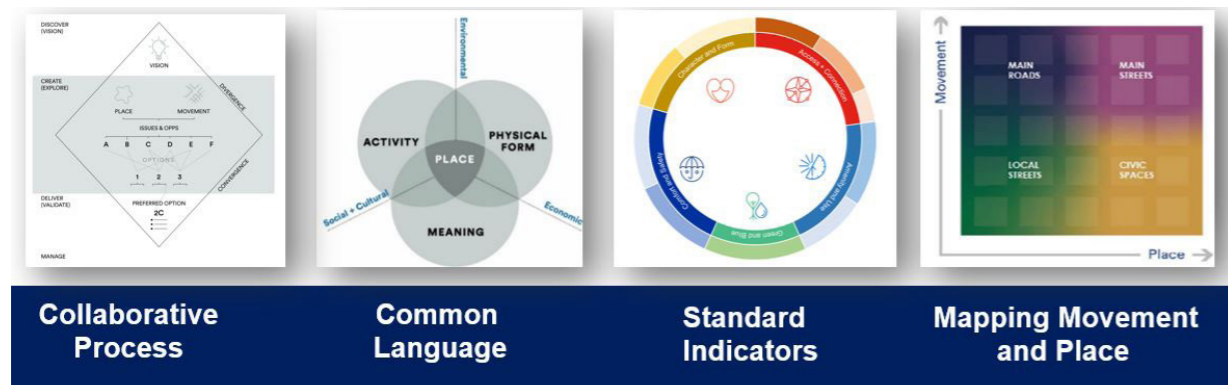 DISCOVER
(VISION)
VISION
CREATE
(EXPLORE)
DIVERGENCE
PLACE
MOVEMENT
ISSUES & OPPS
A B C D E F
OPTIONS
1 2 3
CONVERGENCE
DELIVER
(VALIDATE)
PREFERRED OPTION
2C
MANAGE
Environmental
ACTIVITY
PHYSICAL
FORM
PLACE
Social + Cultural
Economic
MEANING
Character and Form
Access + Connection
Comfort and Safety
Amenity and Use
Green and Blue
Movement
MAIN
ROADS
MAIN
STREETS
LOCAL
STREETS
CIVIC
SPACES
Place
Collaborative
Process
Common
Language
Standard
Indicators
Mapping Movement
and Place